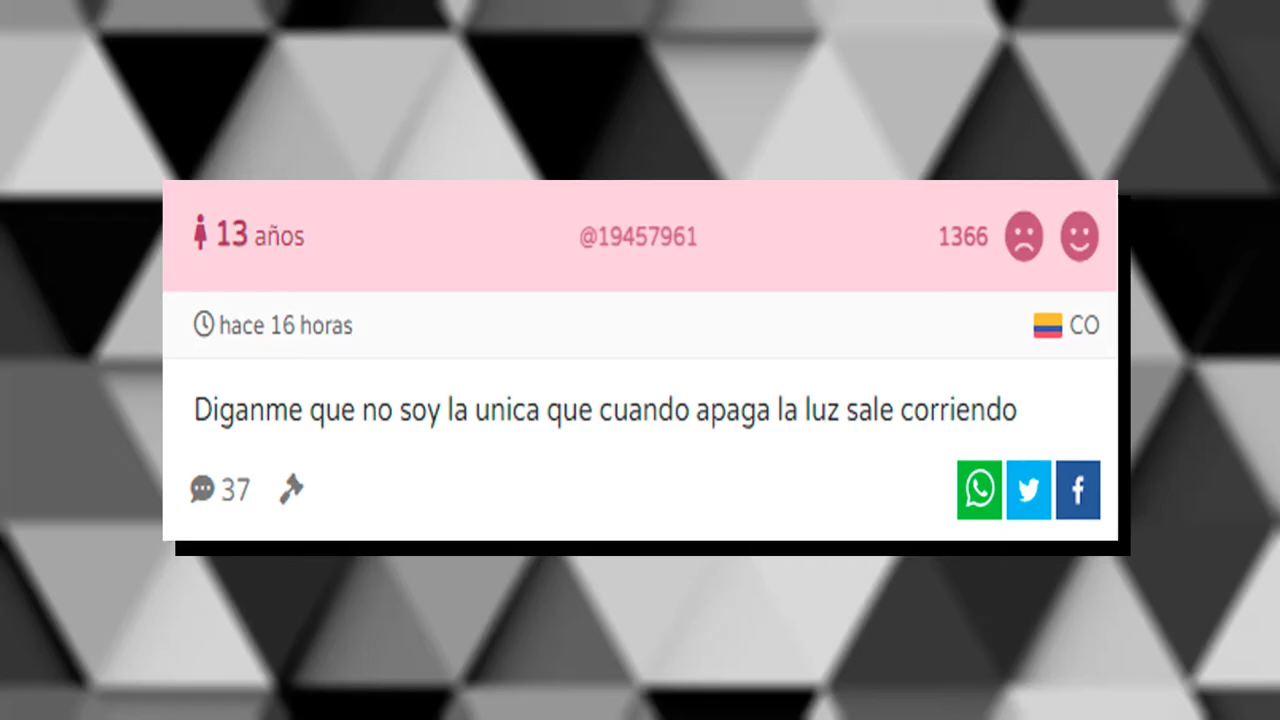 13 años @19457961 1366
hace 16 horas CO
Diganme que no soy la unica que cuando apaga la luz sale corriendo
37